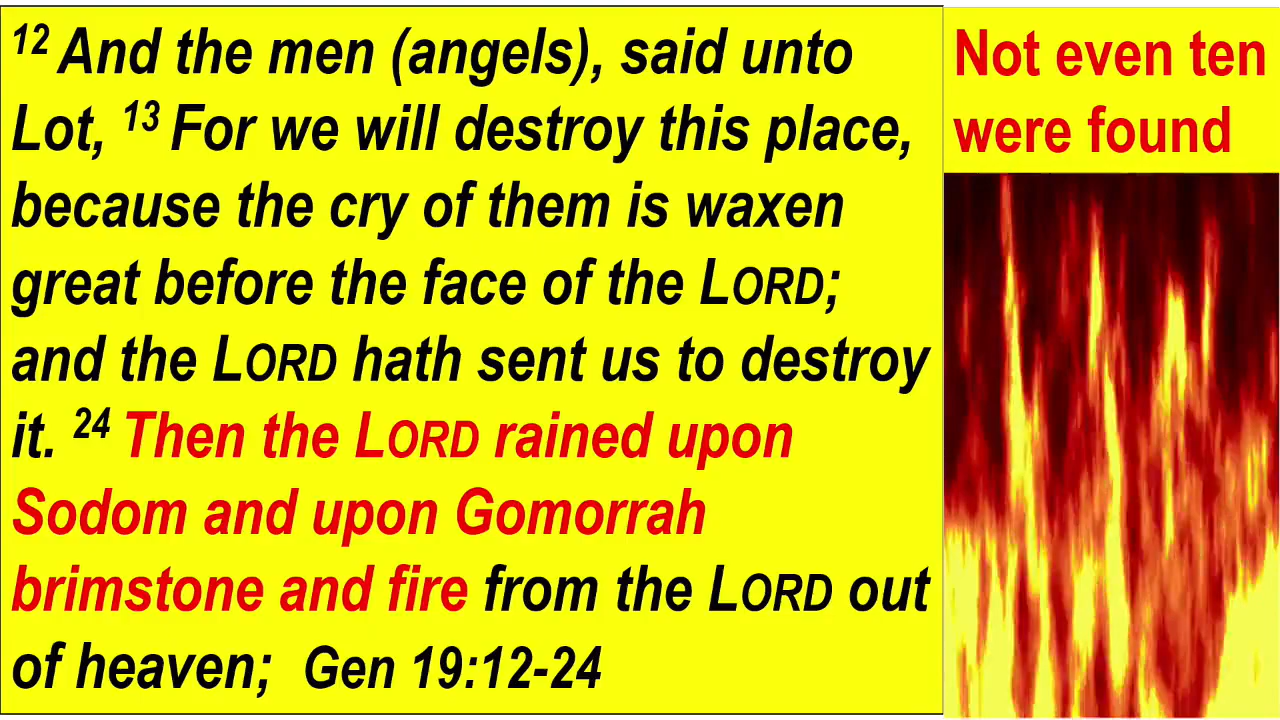 12 And the men (angels), said unto
Lot, 13 For we will destroy this place,
because the cry of them is waxen
great before the face of the LORD;
and the LORD hath sent us to destroy
it. 24 Then the LORD rained upon
Sodom and upon Gomorrah
brimstone and fire from the LORD out
of heaven; Gen 19:12-24
Not even ten
were found